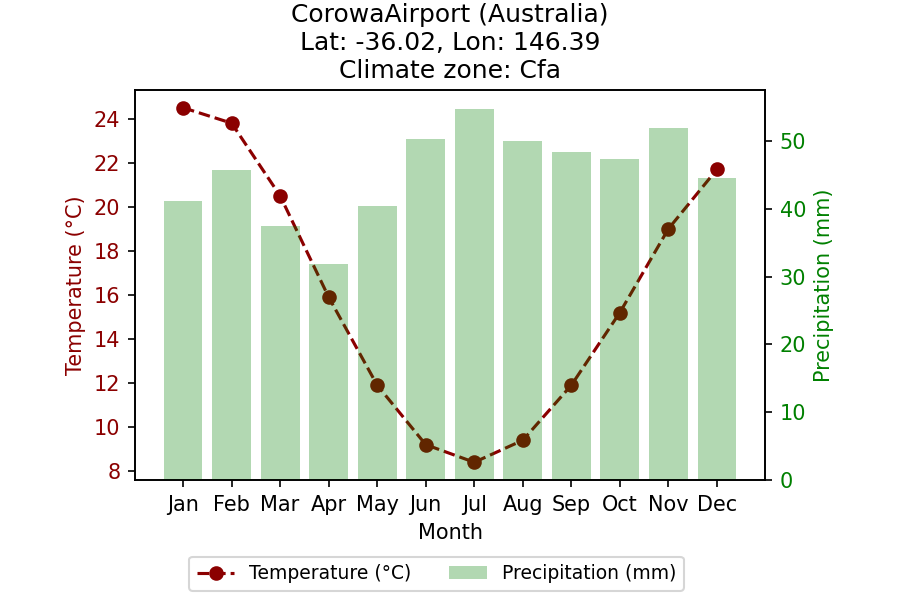 CorowaAirport (Australia)
Lat: -36.02, Lon: 146.39
Climate zone: Cfa
24
22
20
18
16
14
12
10
8
Temperature (°C)
50
40
30
20
10
0
Precipitation (mm)
Jan Feb Mar Apr May Jun Jul Aug Sep Oct Nov Dec
Month
Temperature (°C) Precipitation (mm)